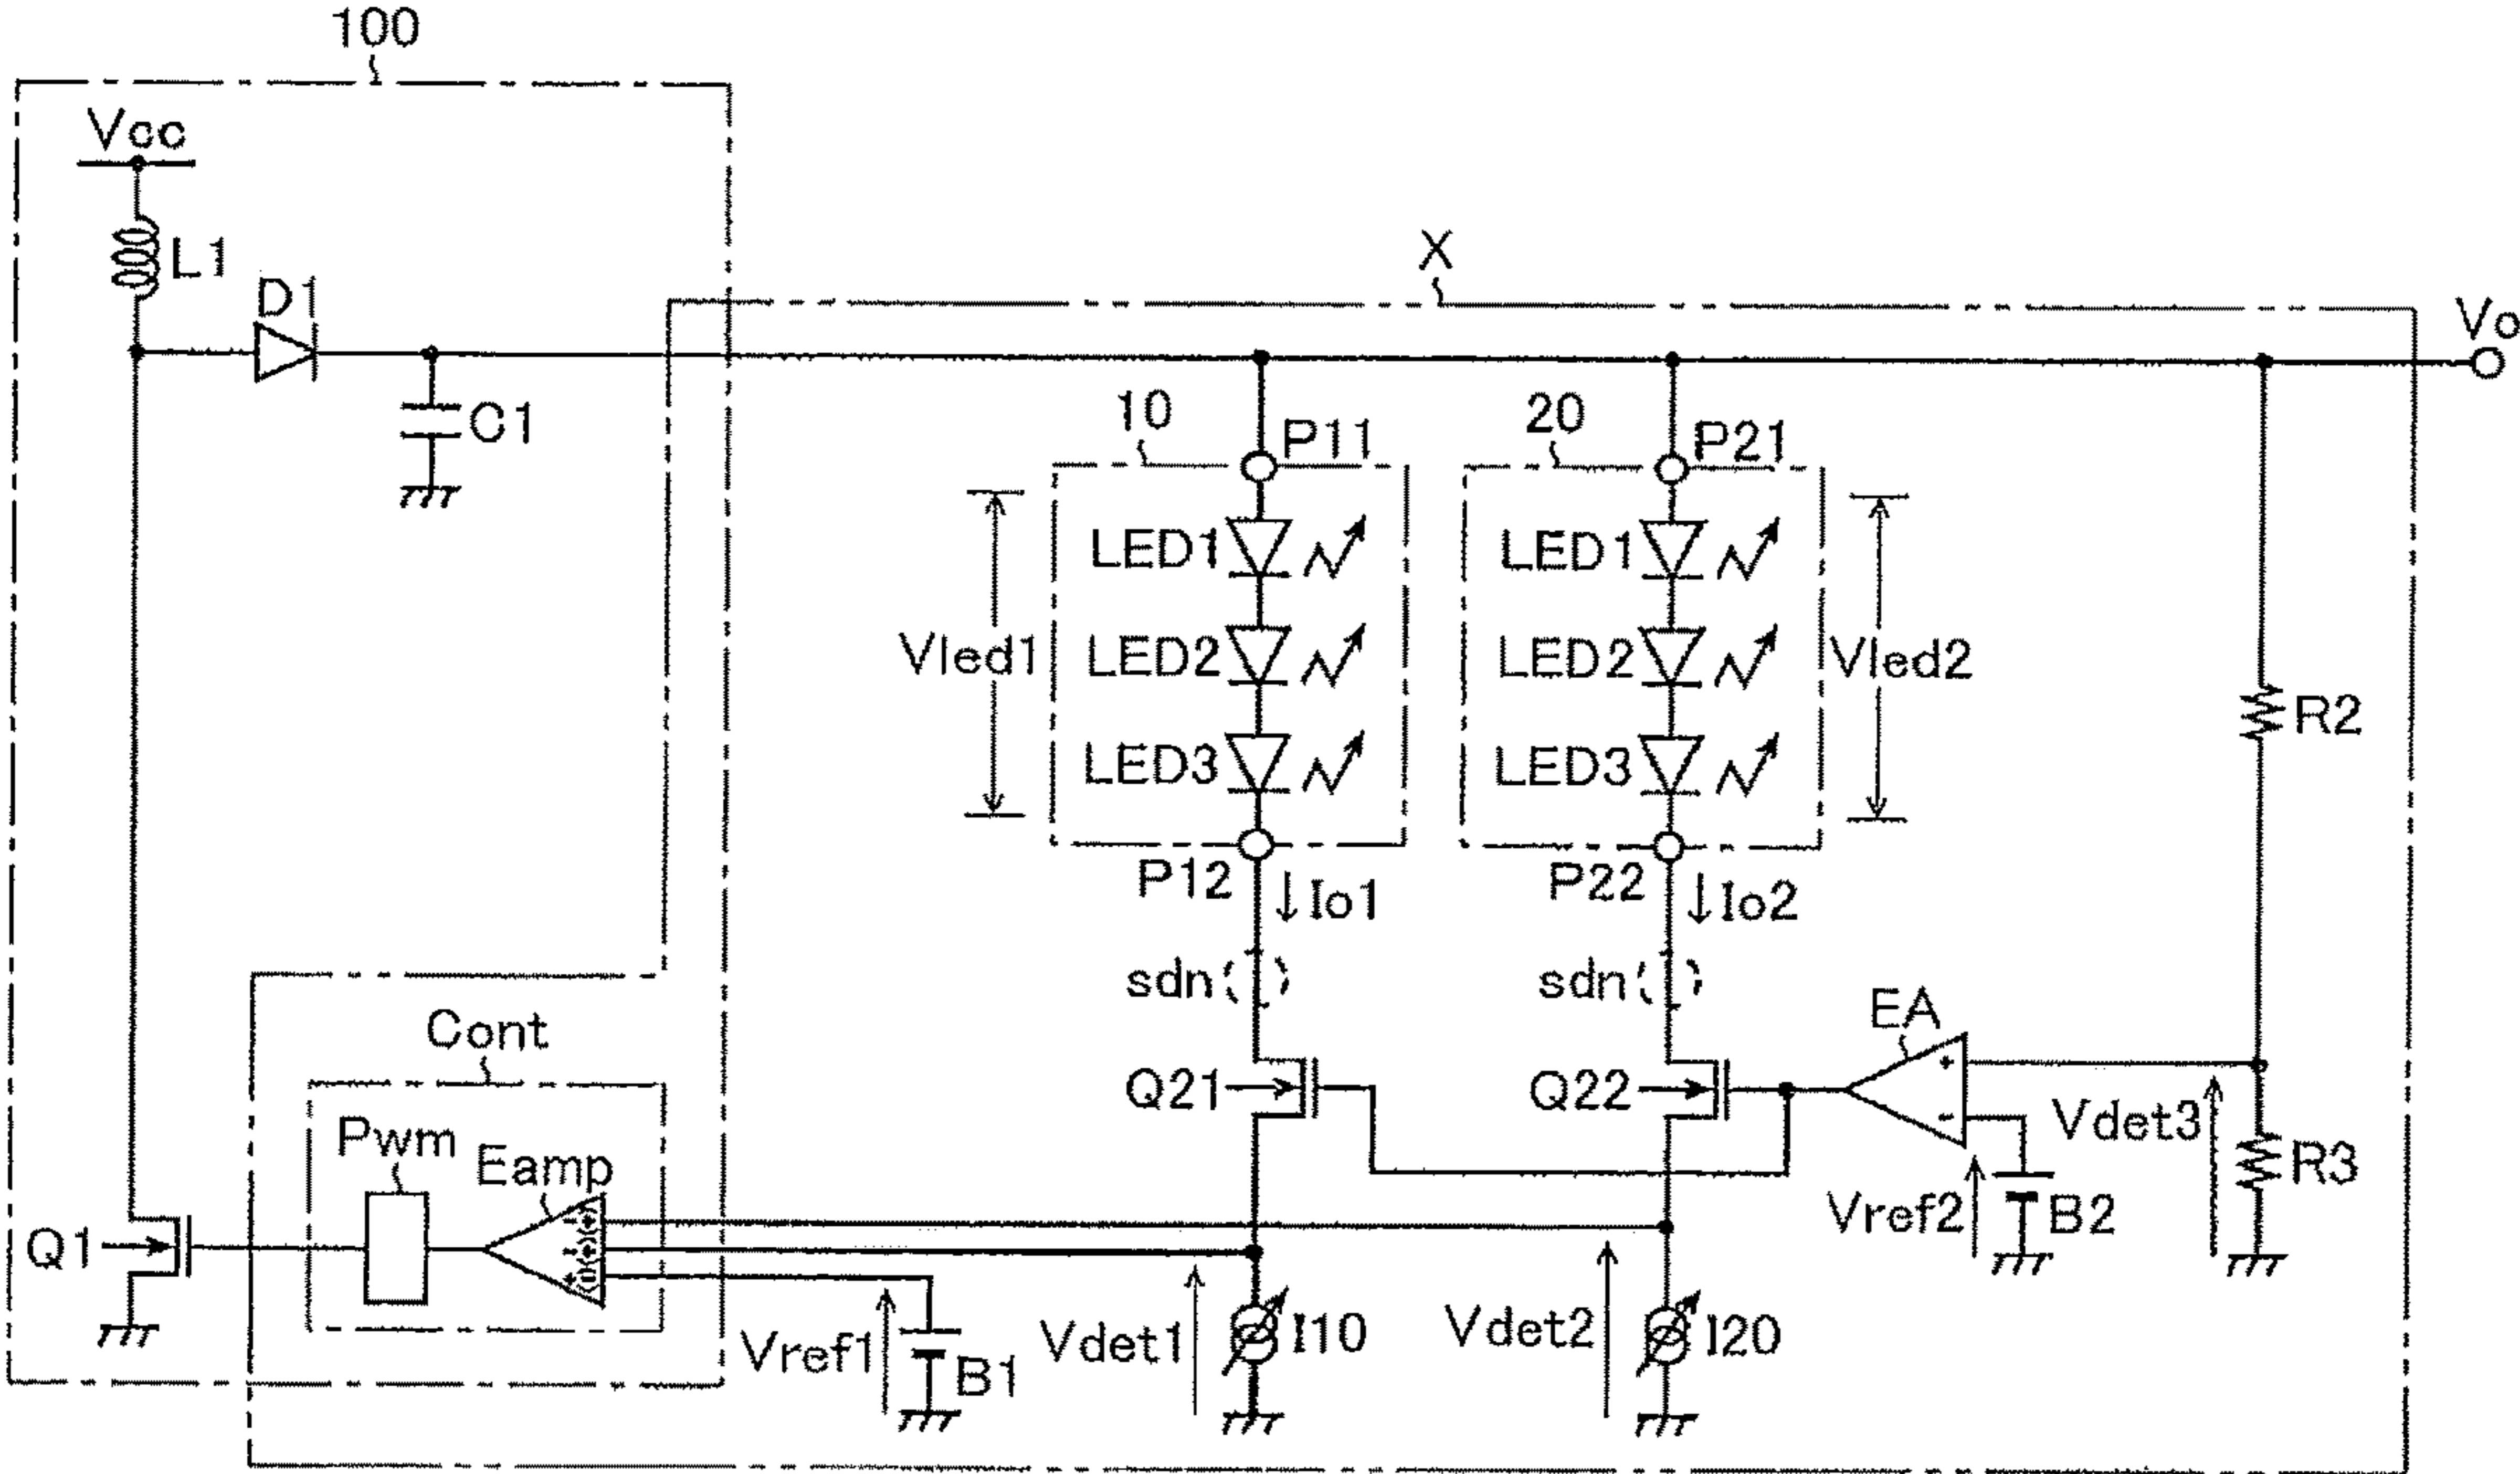 100
Vcc
L1
D1
C1
X
Vo
10
P11
20
P21
LED1
LED1
Vled1
LED2
LED2
Vled2
LED3
LED3
R2
P12
Io1
P22
Io2
sdn
sdn
EA
Cont
Q21
Q22
+
-
Vdet3
Pwm
Eamp
R3
Vref2
B2
Q1
Vref1
B1
Vdet1
I10
Vdet2
I20